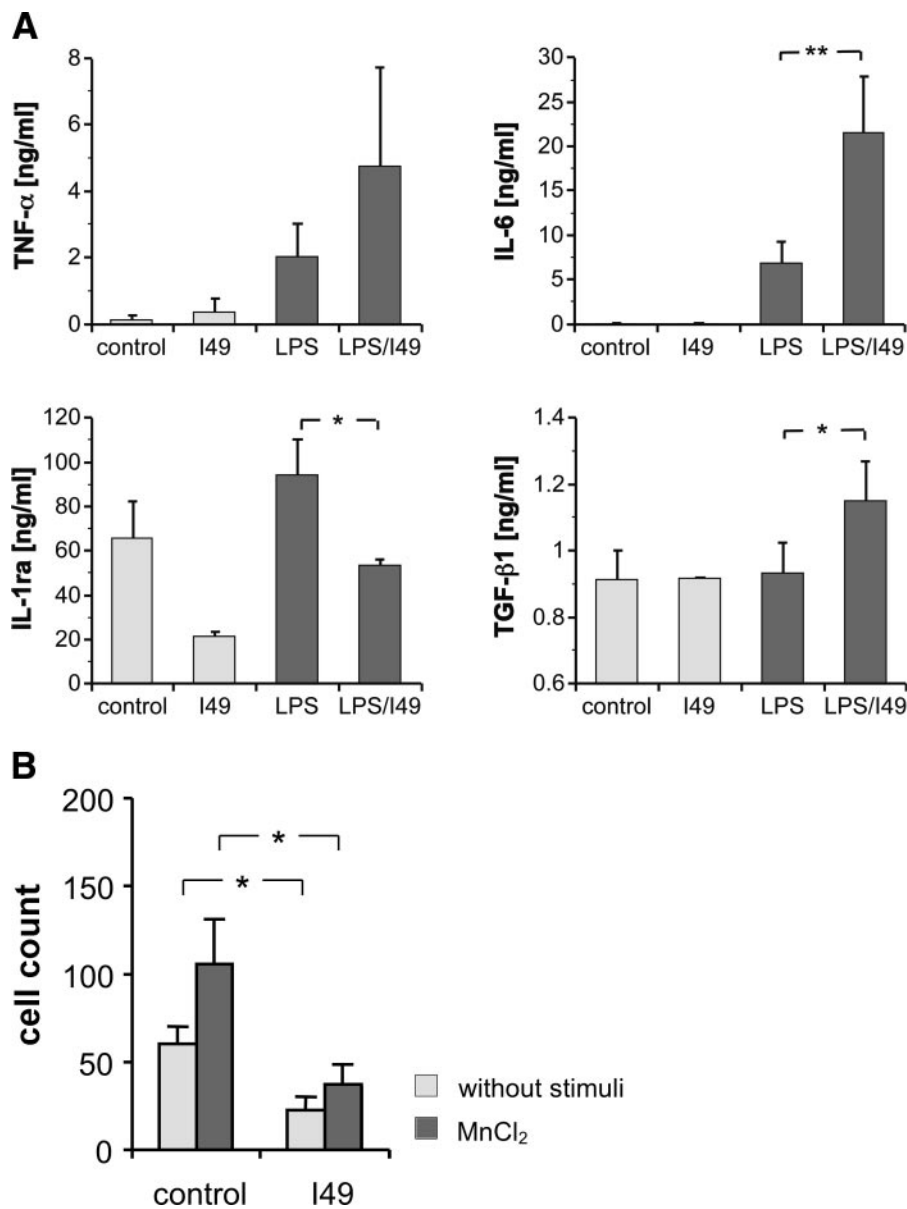 A
TNF-α [ng/ml]
8
6
4
2
0
control I49 LPS LPS/I49
IL-6 [ng/ml]
30
25
20
15
10
5
0
**
control I49 LPS LPS/I49
IL-1ra [ng/ml]
120
100
80
60
40
20
0
*
control I49 LPS LPS/I49
TGF-β1 [ng/ml]
1.4
1.2
1
0.8
0.6
*
control I49 LPS LPS/I49
B
cell count
200
150
100
50
0
*
*
control I49
without stimuli
MnCl₂